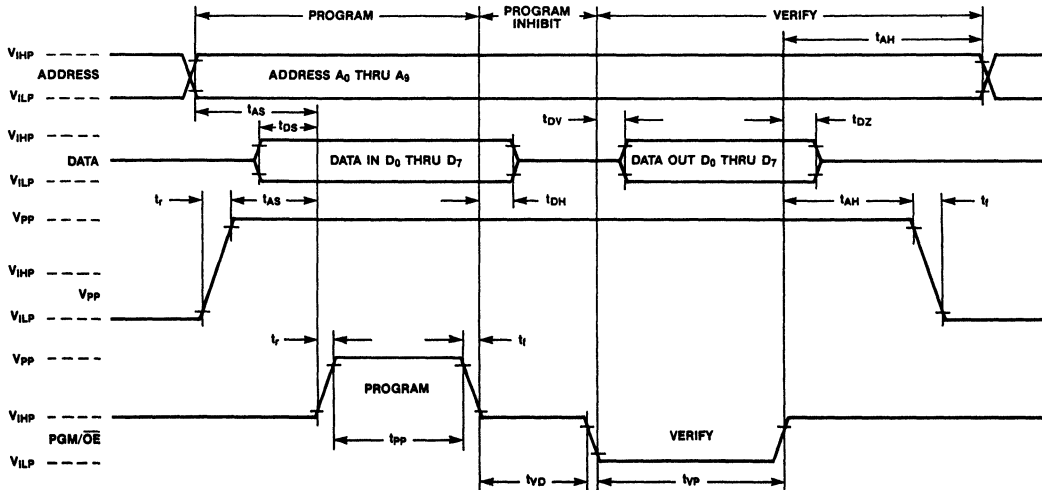 PROGRAM
PROGRAM INHIBIT
VERIFY
tAH
VIHP
ADDRESS
VILP
ADDRESS A0 THRU A9
tAS
tDS
tDV
tDZ
VIHP
DATA
VILP
DATA IN D0 THRU D7
DATA OUT D0 THRU D7
tr
tAS
tDH
tAH
tf
VPP
VIHP
VPP
VILP
tr
tf
VPP
PROGRAM
VIHP
PGM/OE
VILP
tPP
VERIFY
tVD
tVP